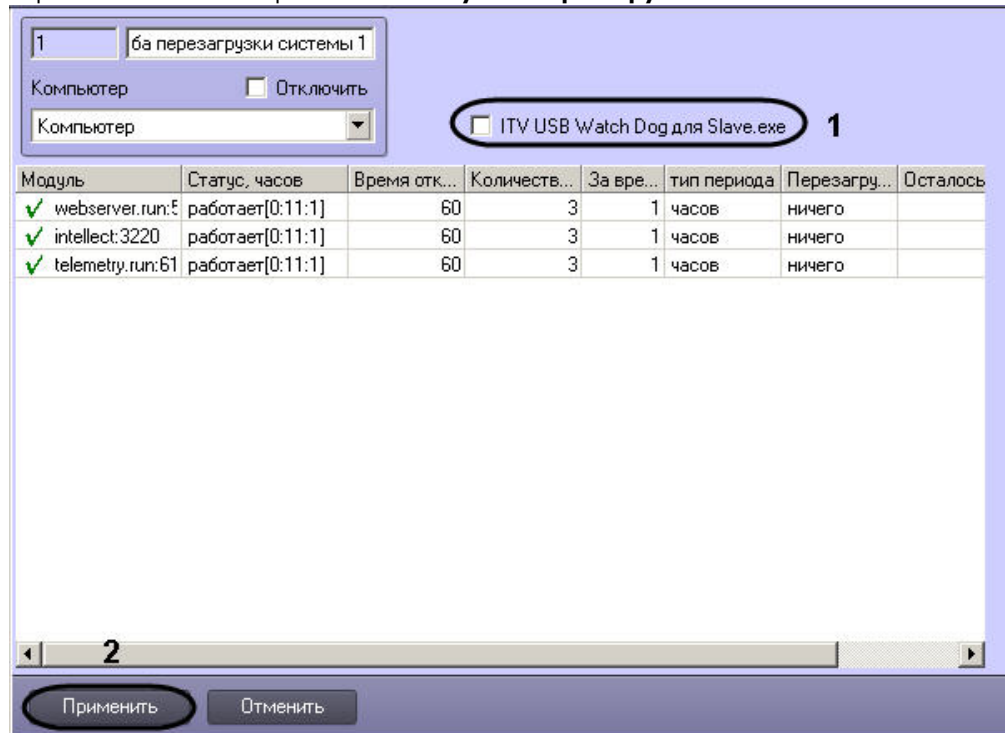 1 ба перезагрузки системы 1
Компьютер Отключить
Компьютер
ITV USB Watch Dog для Slave.exe 1
Модуль Статус, часов Время отк... Количеств... За вре... тип периода Перезагру... Осталось
webserver.run:5 работает[0:11:1] 60 3 1 часов ничего
intellect:3220 работает[0:11:1] 60 3 1 часов ничего
telemetry.run:61 работает[0:11:1] 60 3 1 часов ничего
2
Применить Отменить